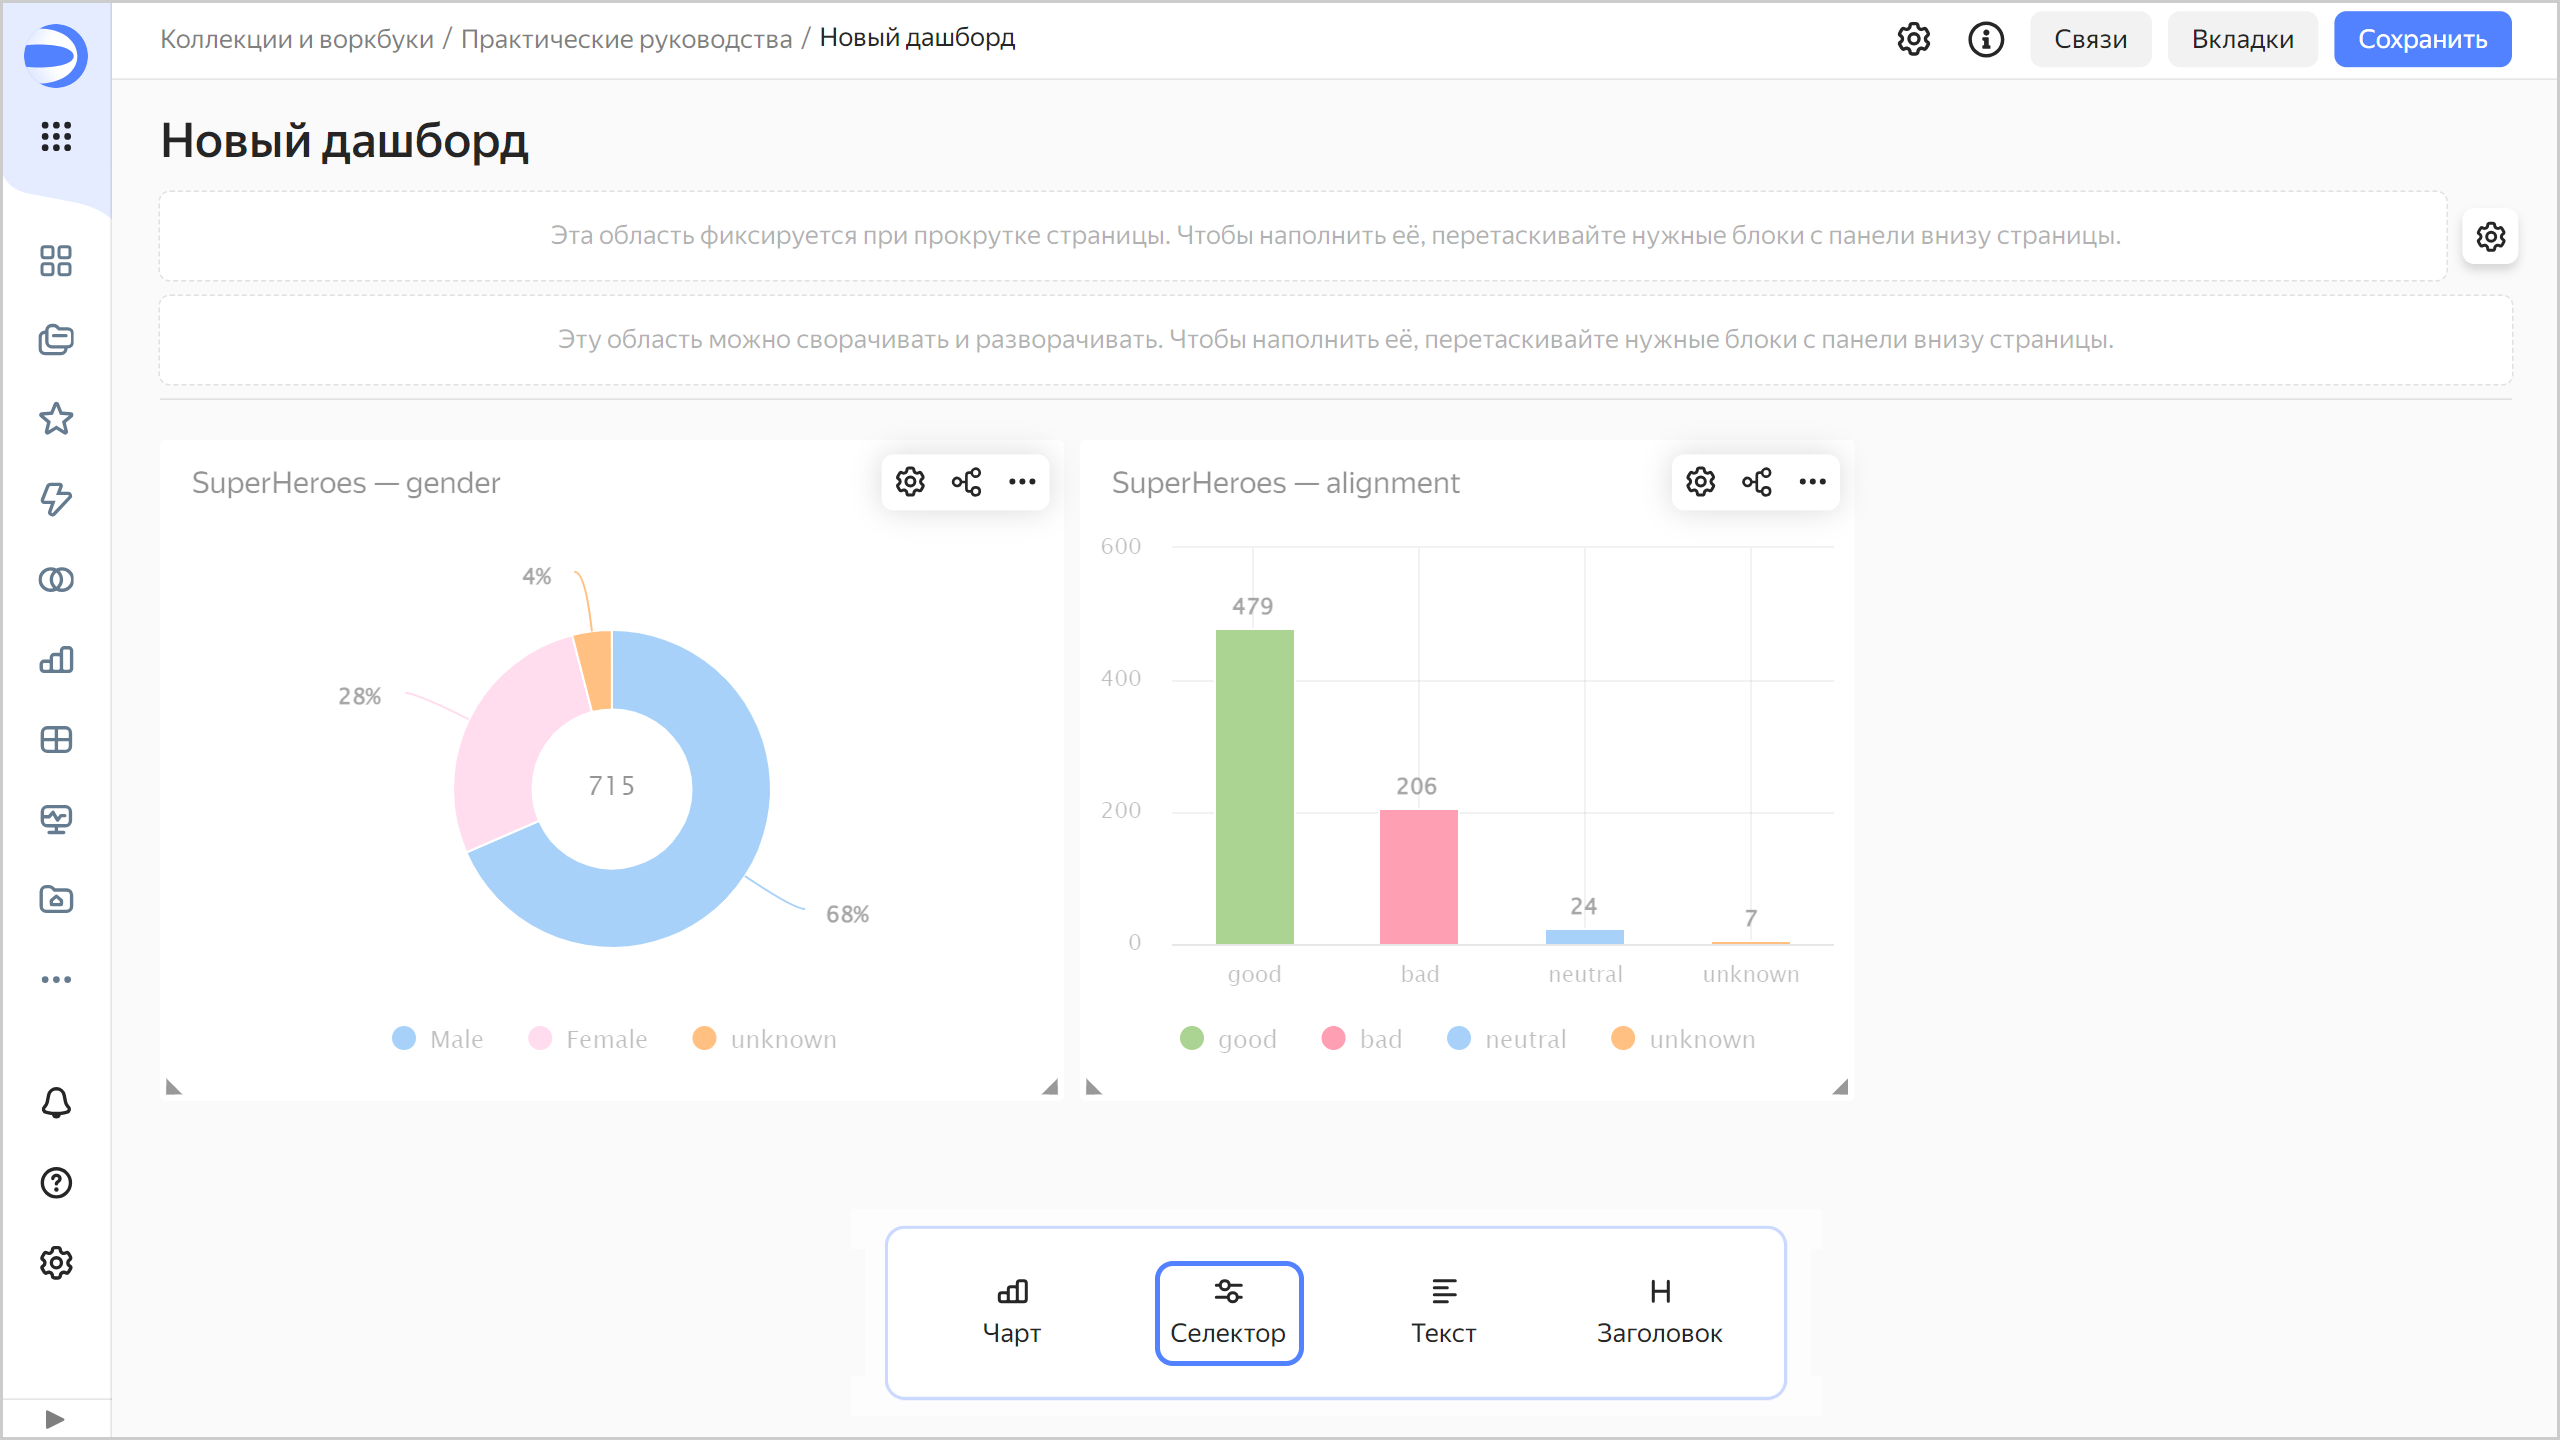 Коллекции и воркбуки / Практические руководства / Новый дашборд
Связи
Вкладки
Сохранить
Новый дашборд
Эта область фиксируется при прокрутке страницы. Чтобы наполнить её, перетаскивайте нужные блоки с панели внизу страницы.
Эту область можно сворачивать и разворачивать. Чтобы наполнить её, перетаскивайте нужные блоки с панели внизу страницы.
SuperHeroes — gender
4%
28%
715
68%
Male Female unknown
SuperHeroes — alignment
600
479
400
206
200
24
7
0
good bad neutral unknown
good bad neutral unknown
Чарт
Селектор
Текст
H
Заголовок